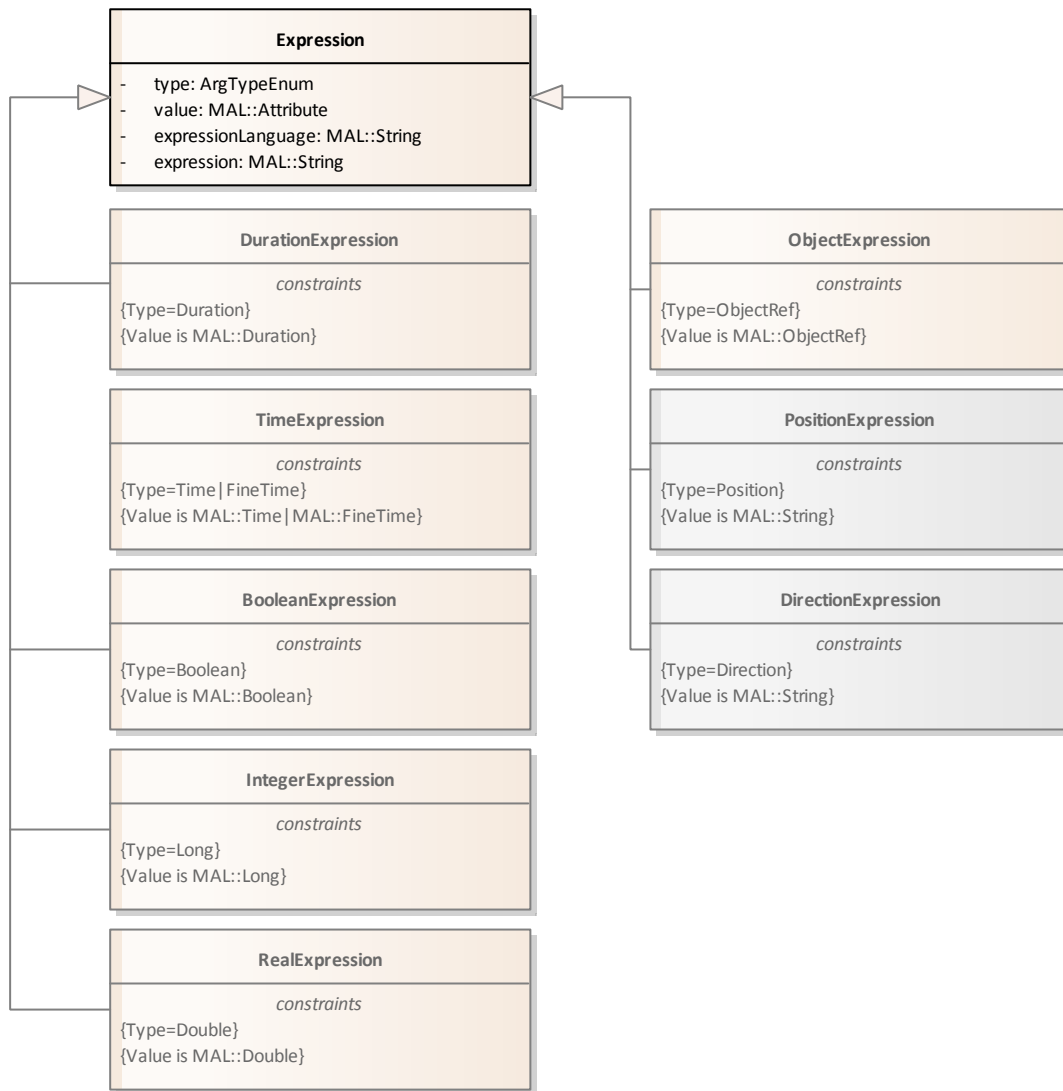 Expression
- type: ArgTypeEnum
- value: MAL::Attribute
- expressionLanguage: MAL::String
- expression: MAL::String
DurationExpression
constraints
{Type=Duration}
{Value is MAL::Duration}
TimeExpression
constraints
{Type=Time|FineTime}
{Value is MAL::Time|MAL::FineTime}
BooleanExpression
constraints
{Type=Boolean}
{Value is MAL::Boolean}
IntegerExpression
constraints
{Type=Long}
{Value is MAL::Long}
RealExpression
constraints
{Type=Double}
{Value is MAL::Double}
ObjectExpression
constraints
{Type=ObjectRef}
{Value is MAL::ObjectRef}
PositionExpression
constraints
{Type=Position}
{Value is MAL::String}
DirectionExpression
constraints
{Type=Direction}
{Value is MAL::String}